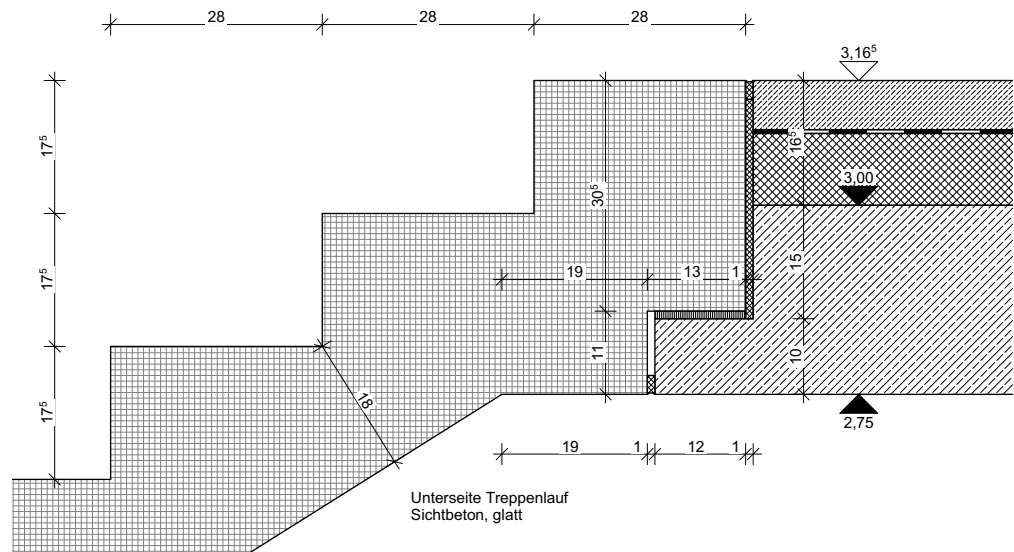 28 28 28
3,16⁵
17⁵
16⁵
3,00
30⁵
17⁵
19 13 1
15
11
10
17⁵
18
2,75
19 1 12 1
Unterseite Treppenlauf
Sichtbeton, glatt